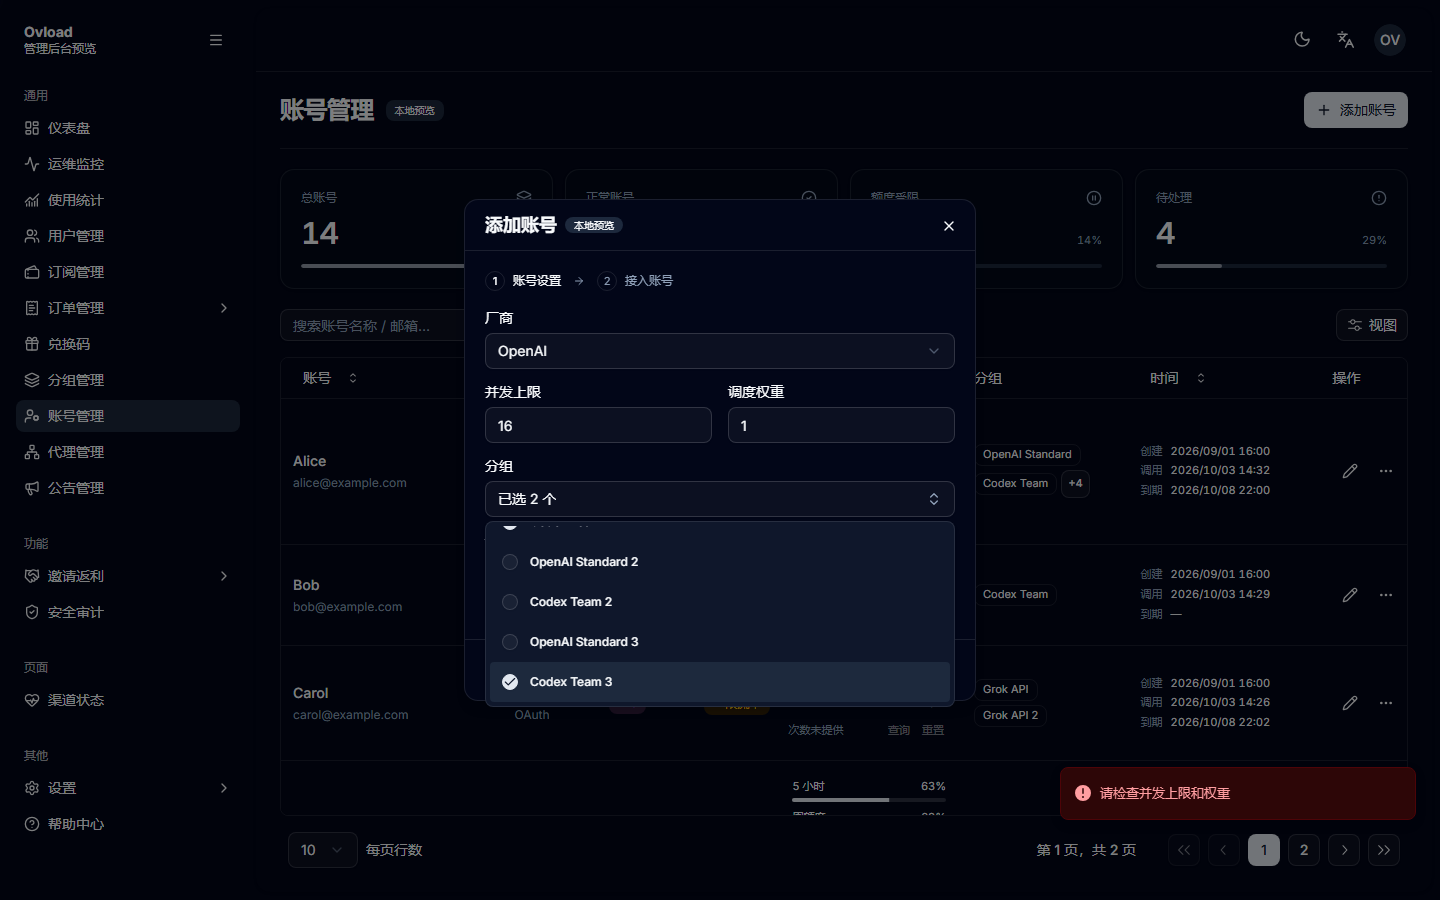 Ovload
管理后台预览
OV
通用
仪表盘
运维监控
使用统计
用户管理
订阅管理
订单管理
兑换码
分组管理
账号管理
代理管理
公告管理
功能
邀请返利
安全审计
页面
渠道状态
其他
设置
帮助中心
账号管理
本地预览
添加账号
总账号
14
正常账号
额度受限
14%
待处理
4
29%
搜索账号名称 / 邮箱...
视图
账号
分组
时间
操作
Alice
alice@example.com
OpenAI Standard
Codex Team
+4
创建 2026/09/01 16:00
调用 2026/10/03 14:32
到期 2026/10/08 22:00
Bob
bob@example.com
Codex Team
创建 2026/09/01 16:00
调用 2026/10/03 14:29
到期 —
Carol
carol@example.com
OAuth
次数未提供
查询
重置
Grok API
Grok API 2
创建 2026/09/01 16:00
调用 2026/10/03 14:26
到期 2026/10/08 22:02
5 小时
63%
添加账号
本地预览
1 账号设置
2 接入账号
厂商
OpenAI
并发上限
16
调度权重
1
分组
已选 2 个
OpenAI Standard 2
Codex Team 2
OpenAI Standard 3
Codex Team 3
请检查并发上限和权重
10
每页行数
第 1 页，共 2 页
1
2